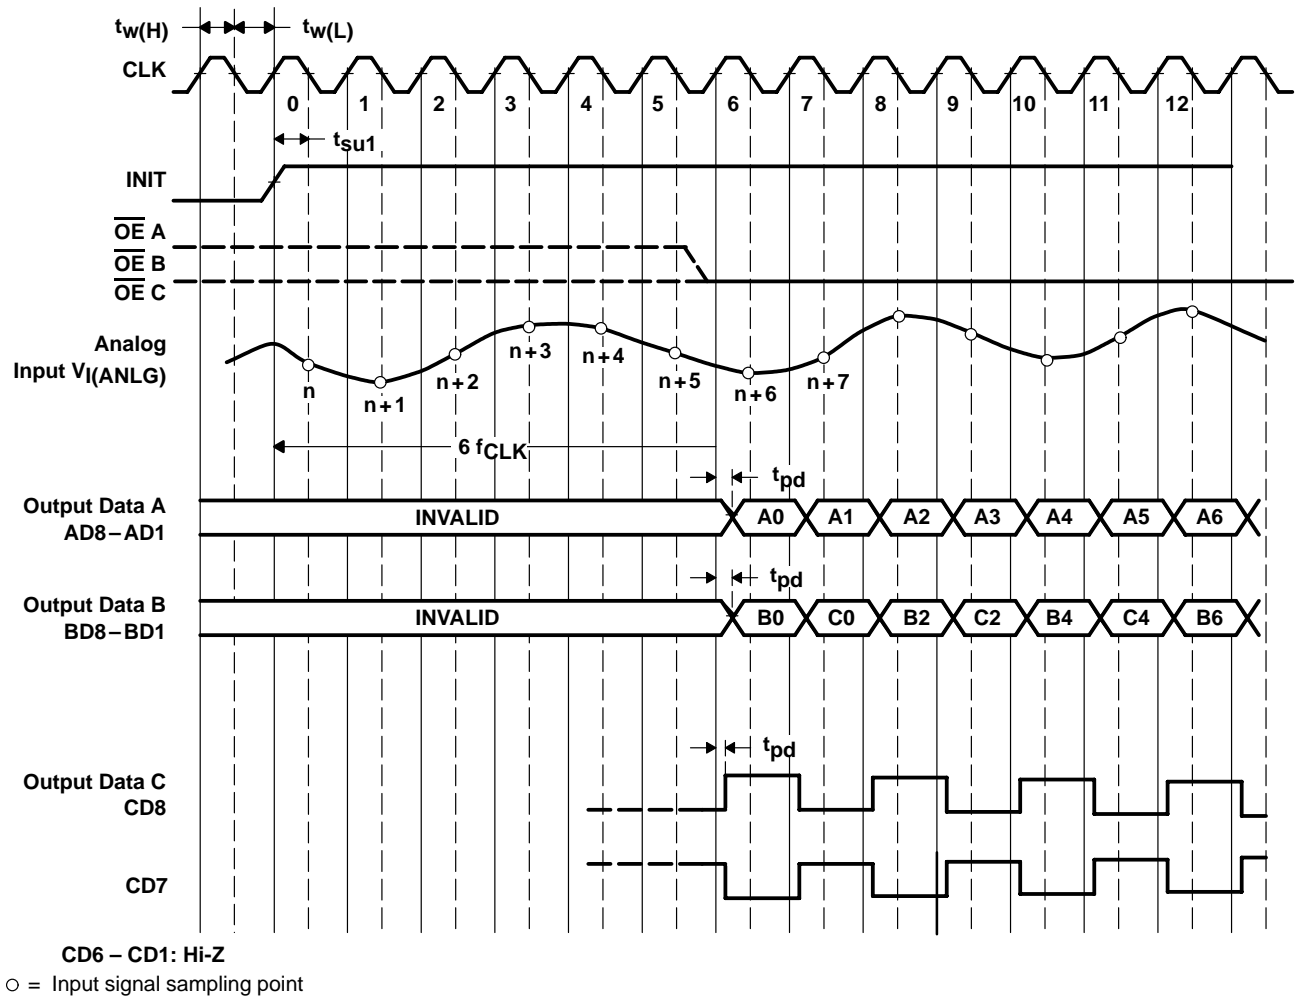 tw(H) tw(L)
CLK
0 1 2 3 4 5 6 7 8 9 10 11 12
tsu1
INIT
OE A
OE B
OE C
Analog
Input VI(ANLG)
n n+1 n+2 n+3 n+4 n+5 n+6 n+7
6 fCLK
tpd
Output Data A
AD8–AD1
INVALID A0 A1 A2 A3 A4 A5 A6
tpd
Output Data B
BD8–BD1
INVALID B0 C0 B2 C2 B4 C4 B6
tpd
Output Data C
CD8
CD7
CD6 – CD1: Hi-Z
= Input signal sampling point